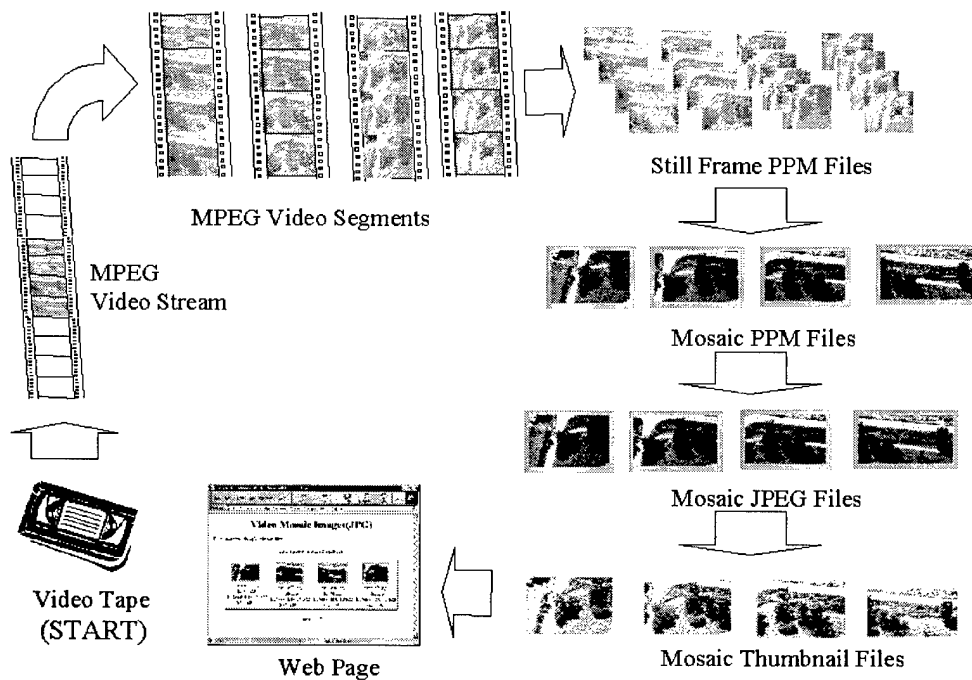 MPEG Video Segments
Still Frame PPM Files
MPEG
Video Stream
Mosaic PPM Files
Mosaic JPEG Files
Video Tape
(START)
Video Mosaic Images(JPG)
Web Page
Mosaic Thumbnail Files